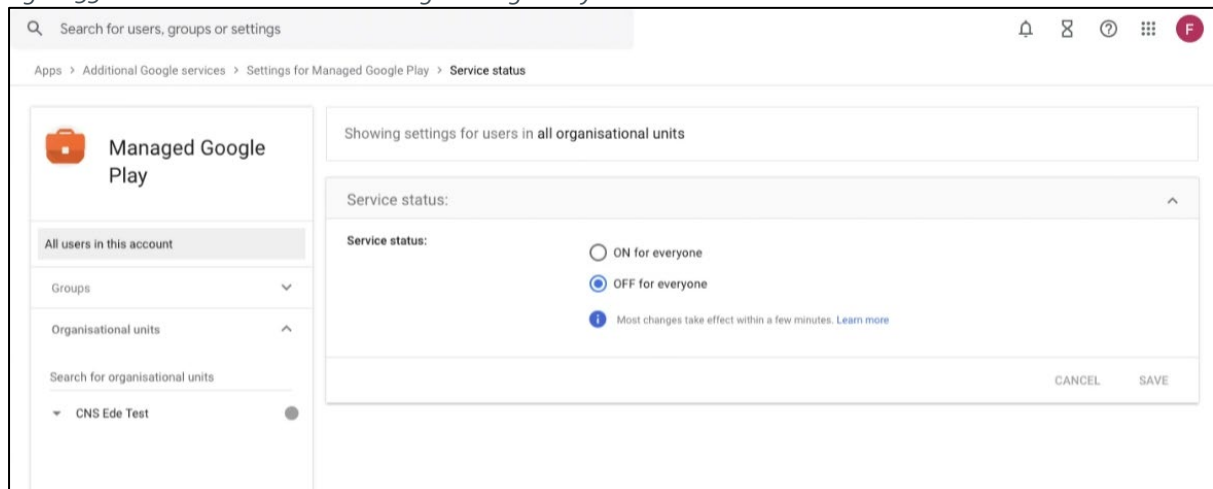 Search for users, groups or settings
F
Apps > Additional Google services > Settings for Managed Google Play > Service status
Managed Google
Play
All users in this account
Groups
Organisational units
Search for organisational units
CNS Ede Test
Showing settings for users in all organisational units
Service status:
Service status:
ON for everyone
OFF for everyone
Most changes take effect within a few minutes. Learn more
CANCEL SAVE